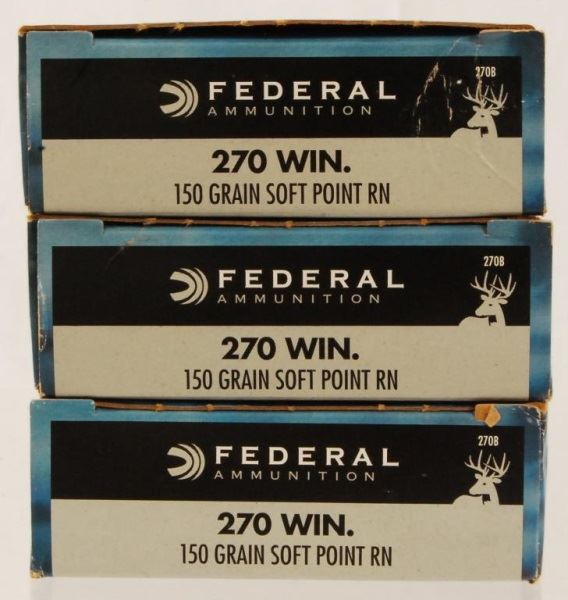 270B
FEDERAL
AMMUNITION
270 WIN.
150 GRAIN SOFT POINT RN
270B
FEDERAL
AMMUNITION
270 WIN.
150 GRAIN SOFT POINT RN
270B
FEDERAL
AMMUNITION
270 WIN.
150 GRAIN SOFT POINT RN